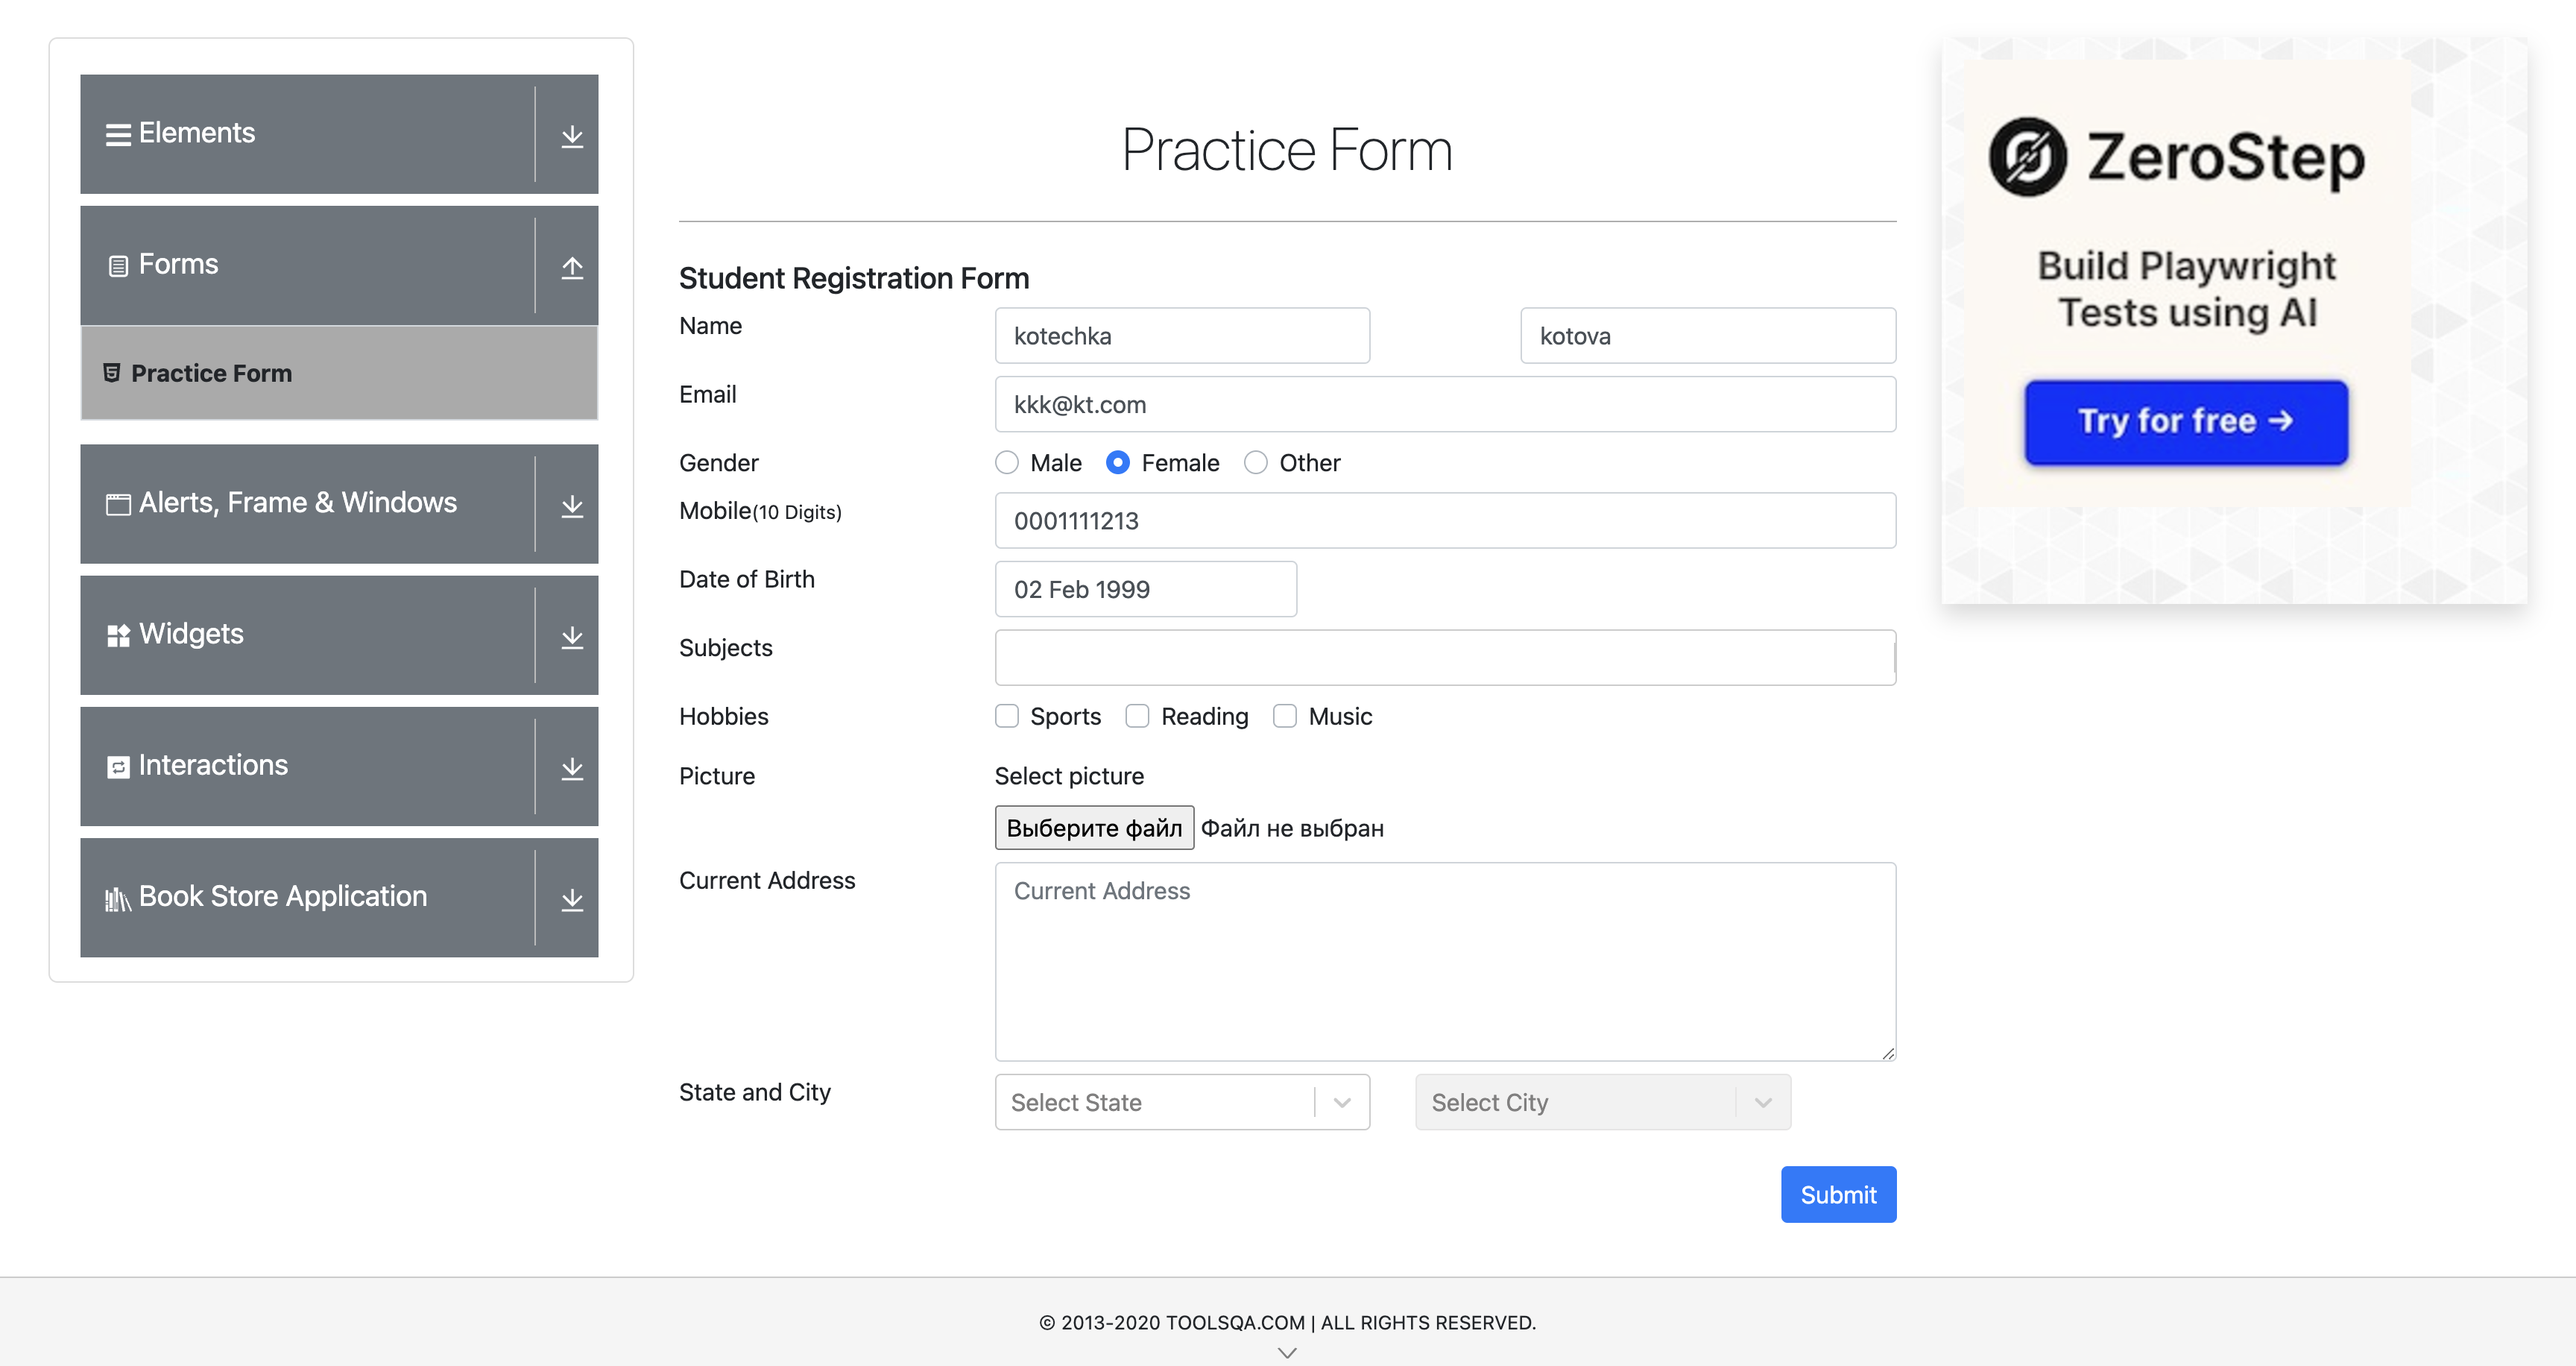 Elements
Forms
Practice Form
Alerts, Frame & Windows
Widgets
Interactions
Book Store Application
Practice Form
Student Registration Form
Name kotechka kotova
Email kkk@kt.com
Gender Male Female Other
Mobile(10 Digits) 0001111213
Date of Birth 02 Feb 1999
Subjects
Hobbies Sports Reading Music
Picture Select picture
Выберите файл Файл не выбран
Current Address Current Address
State and City Select State Select City
Submit
ZeroStep
Build Playwright
Tests using AI
Try for free →
© 2013-2020 TOOLSQA.COM | ALL RIGHTS RESERVED.